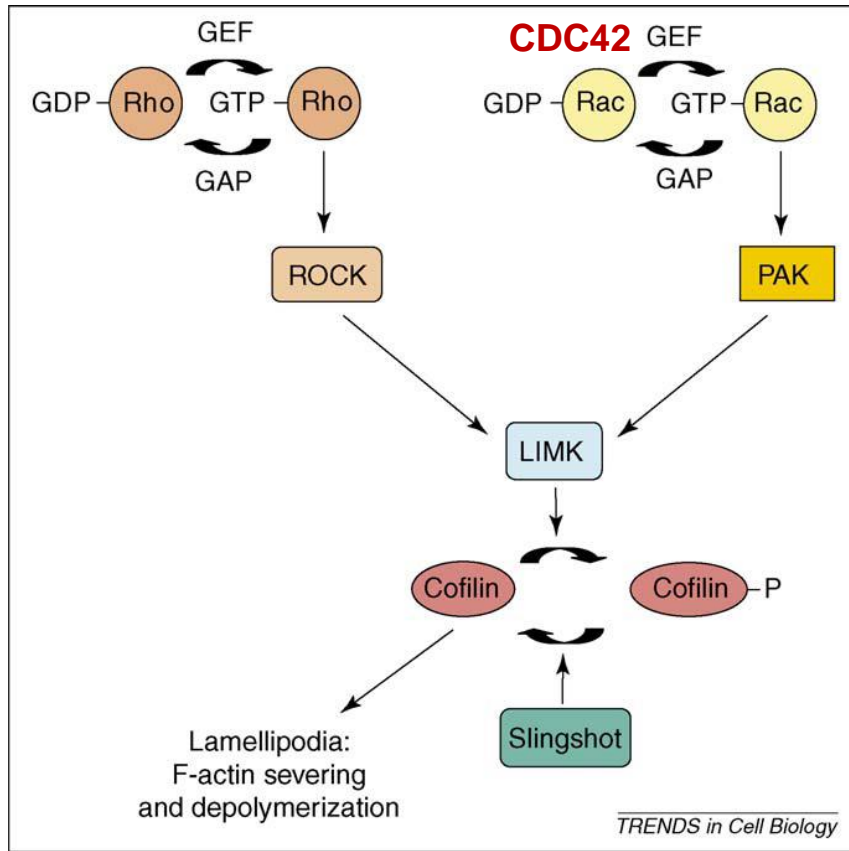 GEF
CDC42 GEF
GDP Rho GTP Rho
GDP Rac GTP Rac
GAP
GAP
ROCK
PAK
LIMK
Cofilin
Cofilin P
Slingshot
Lamellipodia:
F-actin severing
and depolymerization
TRENDS in Cell Biology